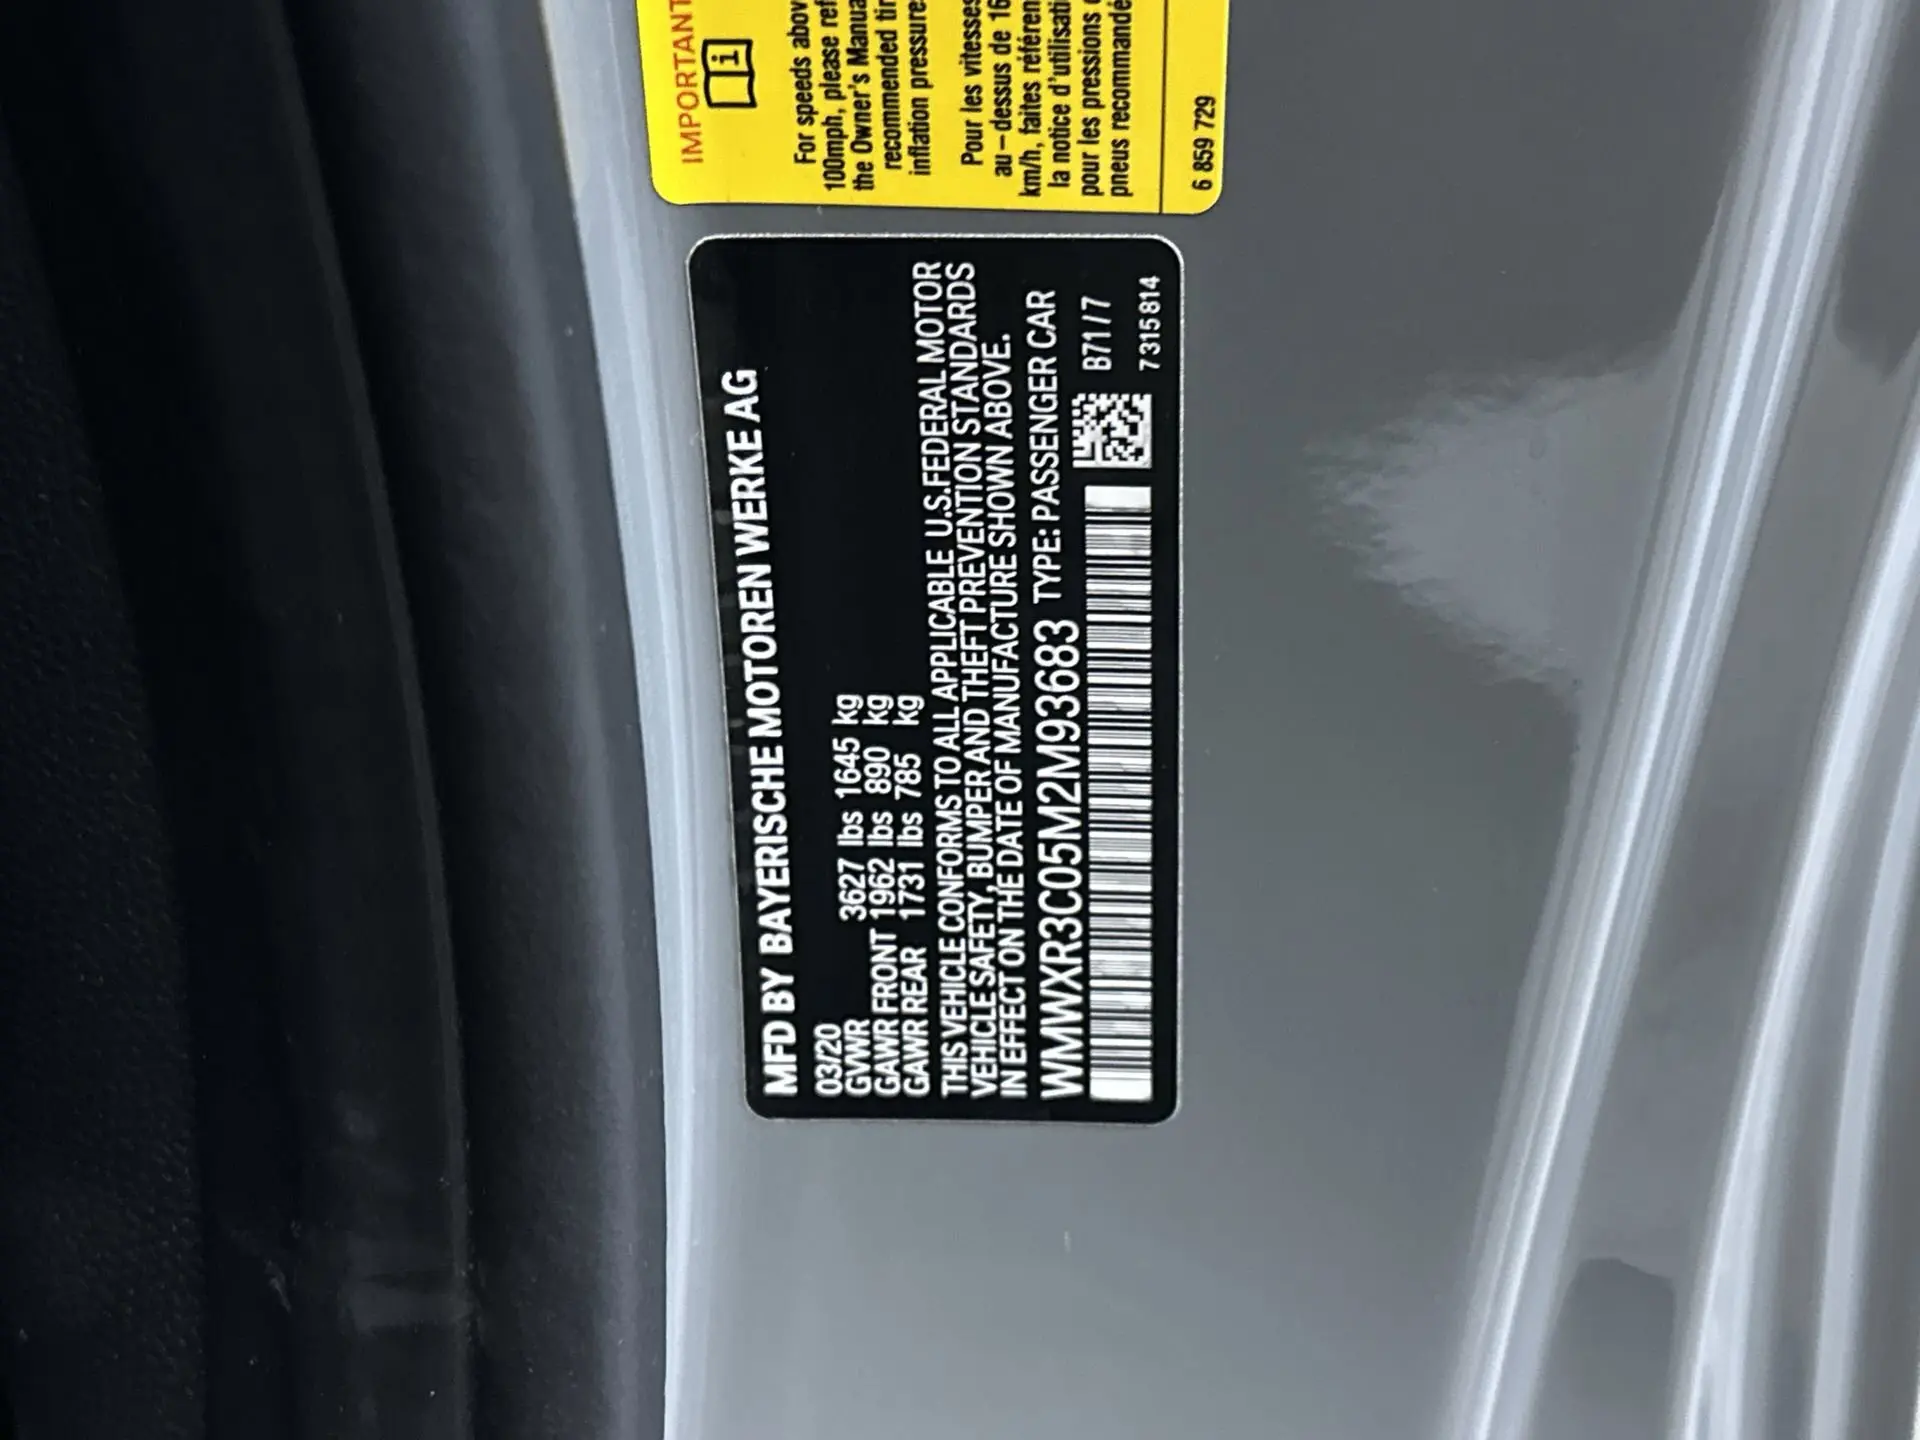 MFD BY BAYERISCHE MOTOREN WERKE AG
03/20
GVWR 3627 lbs 1645 kg
GAWR FRONT 1962 lbs 890 kg
GAWR REAR 1731 lbs 785 kg
THIS VEHICLE CONFORMS TO ALL APPLICABLE U.S. FEDERAL MOTOR
VEHICLE SAFETY, BUMPER AND THEFT PREVENTION STANDARDS
IN EFFECT ON THE DATE OF MANUFACTURE SHOWN ABOVE.
WMWXR3C05M2M93683 TYPE: PASSENGER CAR
B71/7
7315814
IMPORTANT
For speeds abov
100mph, please ref
the Owner's Manua
recommended tir
inflation pressure
Pour les vitesses
au-dessus de 16
km/h, faites référen
la notice d'utilisati
pour les pressions
pneus recommandé
6 859 729